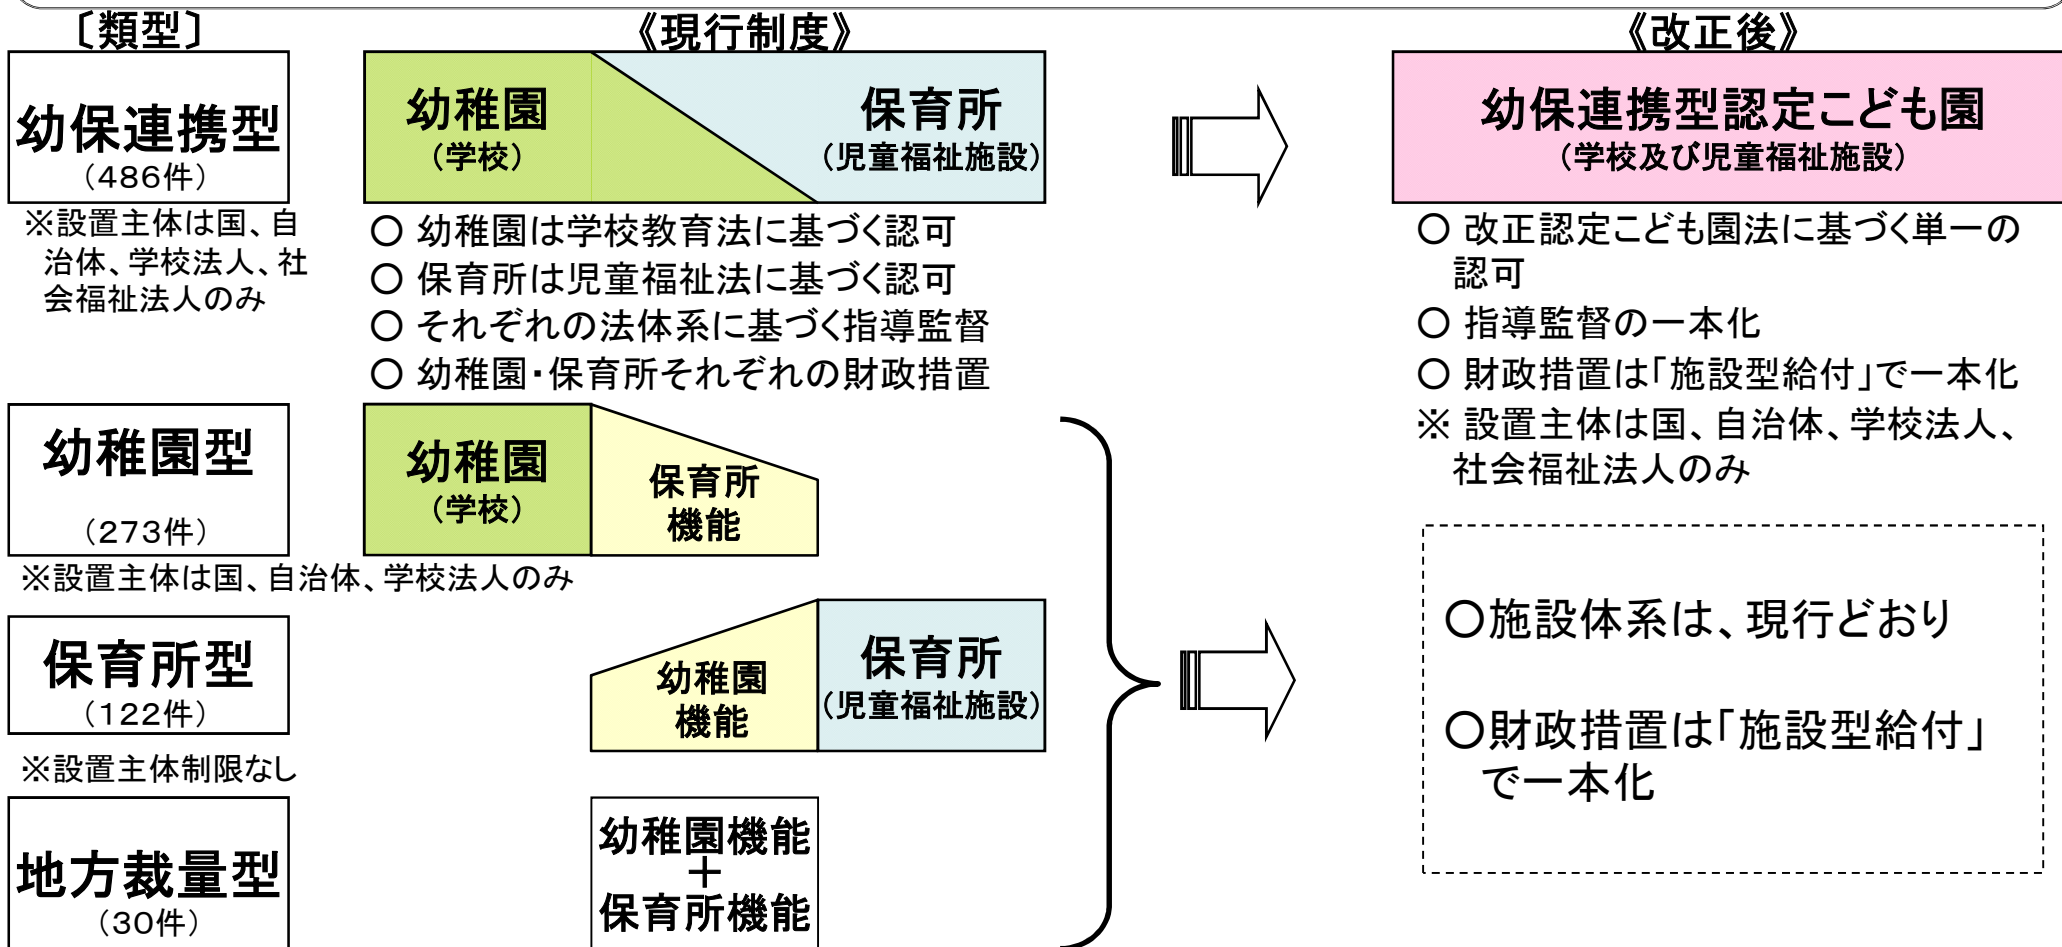 〔類型〕
《現行制度》
《改正後》
幼保連携型
（486件）
※設置主体は国、自
治体、学校法人、社
会福祉法人のみ
幼稚園
（学校）
保育所
（児童福祉施設）
幼保連携型認定こども園
（学校及び児童福祉施設）
○ 幼稚園は学校教育法に基づく認可
○ 保育所は児童福祉法に基づく認可
○ それぞれの法体系に基づく指導監督
○ 幼稚園・保育所それぞれの財政措置
○ 改正認定こども園法に基づく単一の
認可
○ 指導監督の一本化
○ 財政措置は「施設型給付」で一本化
※ 設置主体は国、自治体、学校法人、
社会福祉法人のみ
幼稚園型
（273件）
※設置主体は国、自治体、学校法人のみ
幼稚園
（学校）
保育所
機能
保育所型
（122件）
※設置主体制限なし
幼稚園
機能
保育所
（児童福祉施設）
地方裁量型
（30件）
幼稚園機能
＋
保育所機能
○施設体系は、現行どおり
○財政措置は「施設型給付」
で一本化